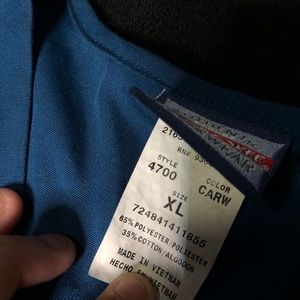 STYLE
4700
COLOR
CARW
SIZE
XL
724841411855
65% POLYESTER/POLIESTER
35% COTTON/ALGODON
MADE IN VIETNAM
HECHO EN VIETNAM